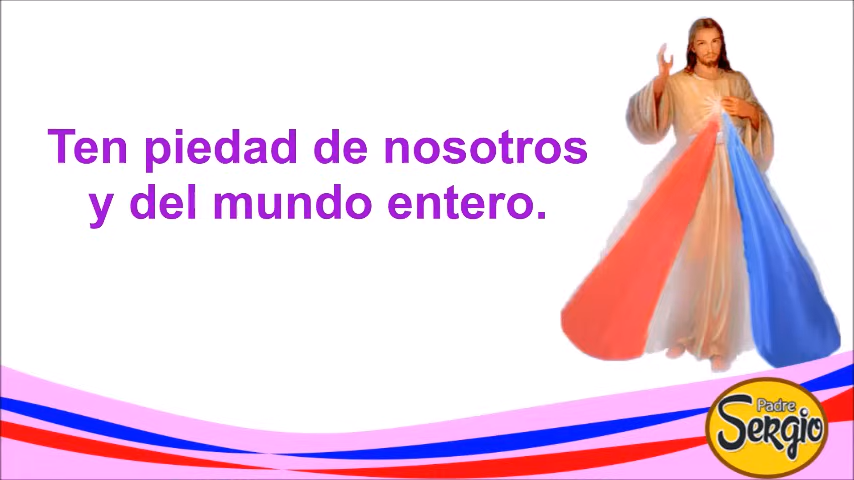 Ten piedad de nosotros
y del mundo entero.
Padre
Sergio